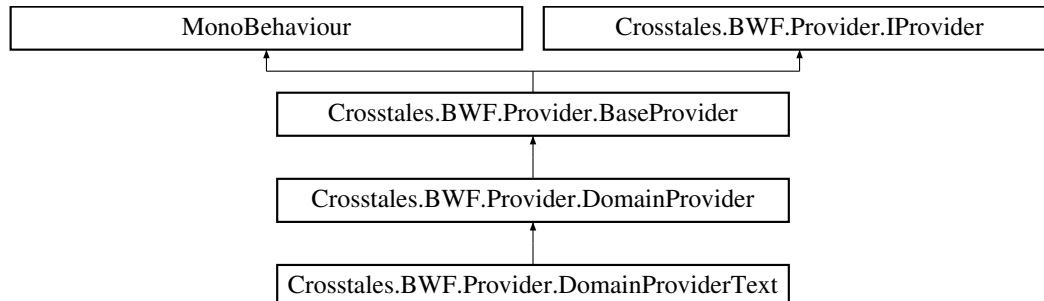 MonoBehaviour
Crosstales.BWF.Provider.IProvider
Crosstales.BWF.Provider.BaseProvider
Crosstales.BWF.Provider.DomainProvider
Crosstales.BWF.Provider.DomainProviderText